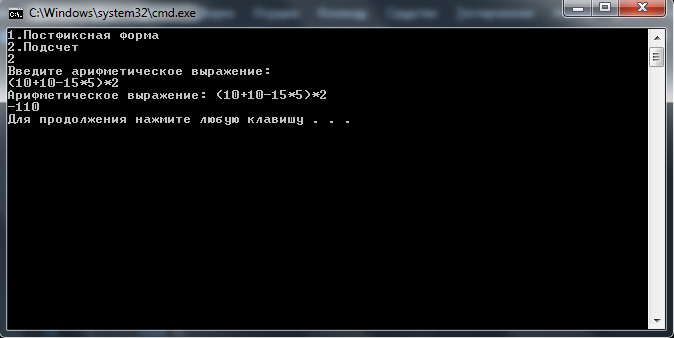 C:\Windows\system32\cmd.exe
1.Постфиксная форма
2.Подсчет
2
Введите арифметическое выражение:
(10+10-15*5)*2
Арифметическое выражение: (10+10-15*5)*2
-110
Для продолжения нажмите любую клавишу . . .